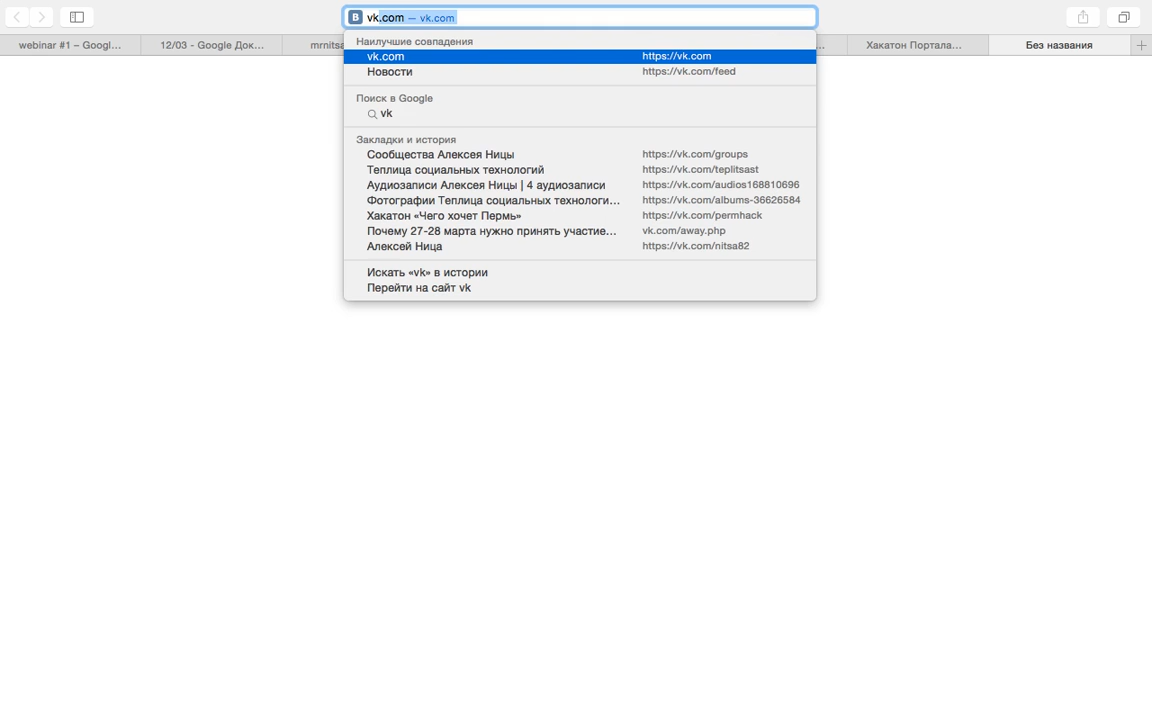 vk.com — vk.com
webinar #1 – Googl...
12/03 - Google Док...
mrnitsa
...
Хакатон Портала...
Без названия
Наилучшие совпадения
vk.com https://vk.com
Новости https://vk.com/feed
Поиск в Google
vk
Закладки и история
Сообщества Алексея Ницы https://vk.com/groups
Теплица социальных технологий https://vk.com/teplitsast
Аудиозаписи Алексея Ницы | 4 аудиозаписи https://vk.com/audios168810696
Фотографии Теплица социальных технологи... https://vk.com/albums-36626584
Хакатон «Чего хочет Пермь» https://vk.com/permhack
Почему 27-28 марта нужно принять участие... vk.com/away.php
Алексей Ница https://vk.com/nitsa82
Искать «vk» в истории
Перейти на сайт vk